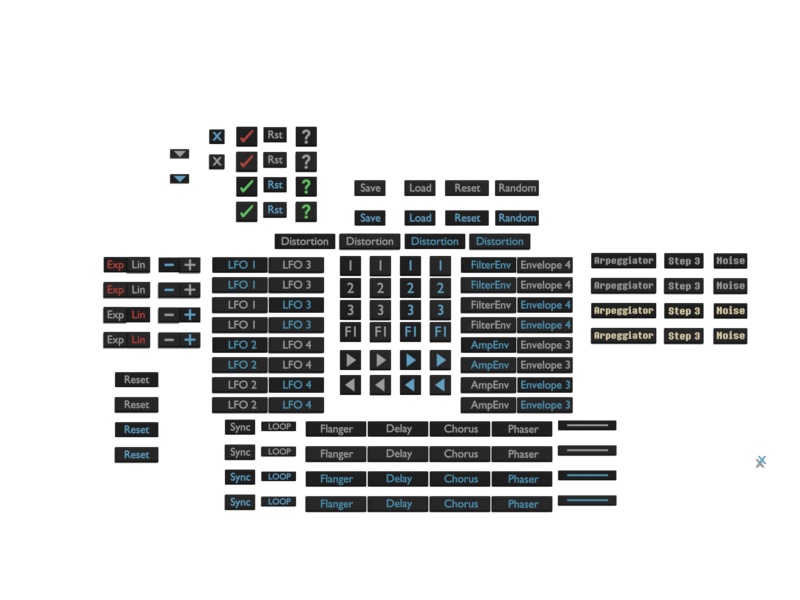 X Rst ?
X Rst ?
Rst ?
Rst ?
Save Load Reset Random
Save Load Reset Random
Distortion Distortion Distortion Distortion
Exp Lin − + LFO 1 LFO 3 1 1 1 1 FilterEnv Envelope 4 Arpeggiator Step 3 Noise
Exp Lin − + LFO 1 LFO 3 2 2 2 2 FilterEnv Envelope 4 Arpeggiator Step 3 Noise
Exp Lin − + LFO 1 LFO 3 3 3 3 3 FilterEnv Envelope 4 Arpeggiator Step 3 Noise
Exp Lin − + LFO 1 LFO 3 F1 F1 F1 F1 FilterEnv Envelope 4 Arpeggiator Step 3 Noise
LFO 2 LFO 4 AmpEnv Envelope 3
LFO 2 LFO 4 AmpEnv Envelope 3
LFO 2 LFO 4 AmpEnv Envelope 3
LFO 2 LFO 4 AmpEnv Envelope 3
Reset
Reset
Reset
Reset
Sync LOOP Flanger Delay Chorus Phaser
Sync LOOP Flanger Delay Chorus Phaser
Sync LOOP Flanger Delay Chorus Phaser
Sync LOOP Flanger Delay Chorus Phaser
X
X